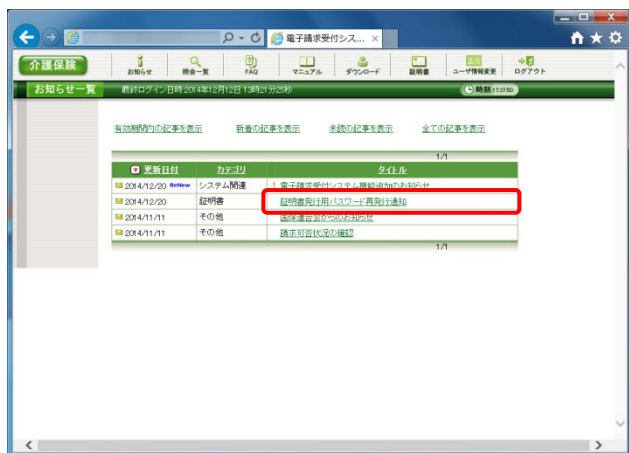 電子請求受付シス... ×
介護保険
お知らせ 照会一覧 FAQ マニュアル ダウンロード 証明書 ユーザ情報変更 ログアウト
お知らせ一覧 最終ログイン日時:2014年12月12日 13時21分25秒 時刻
有効期間内の記事を表示 新着の記事を表示 未読の記事を表示 全ての記事を表示
1/1
更新日付 カテゴリ タイトル
2014/12/20 ReNew システム関連 ! 電子請求受付システム機能追加のお知らせ
2014/12/20 証明書 証明書発行用パスワード再発行通知
2014/11/11 その他 国保連合会からのお知らせ
2014/11/11 その他 請求可否状況の確認
1/1